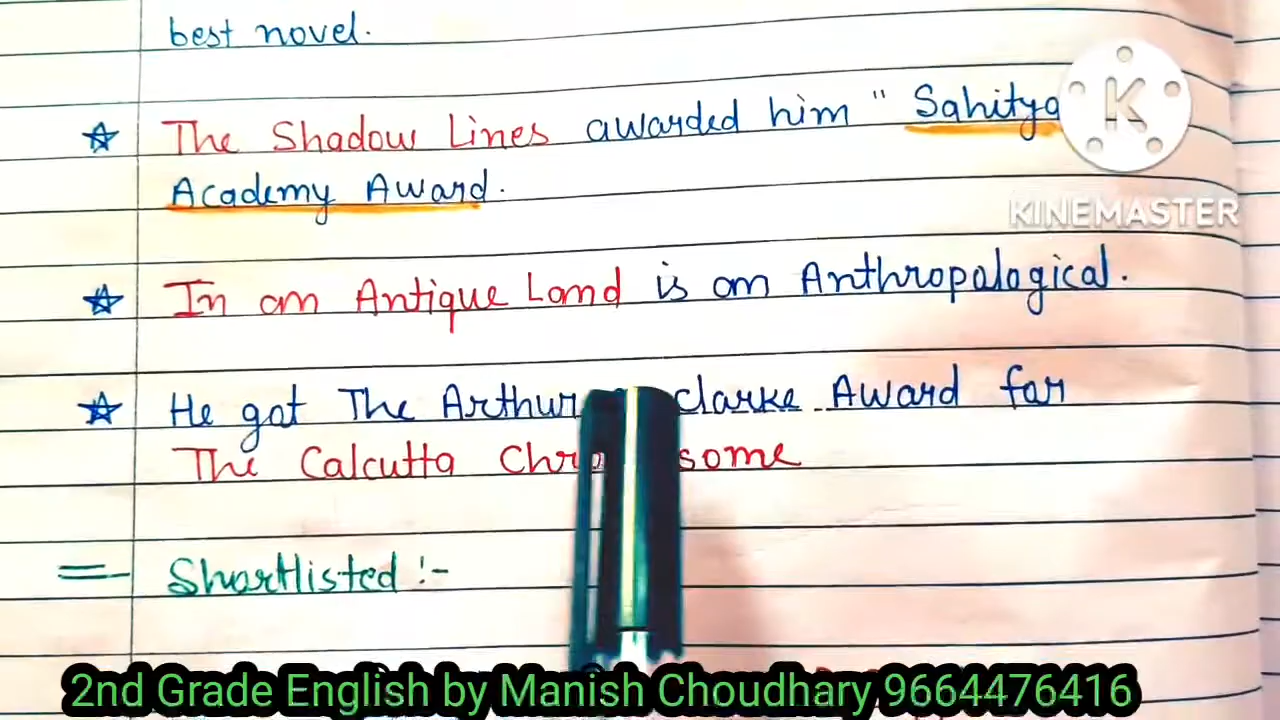 best novel.
☆ The Shadow Lines awarded him " Sahitya
Academy Award.
KINEMASTER
☆ In an Antique Land is an Anthropological.
☆ He got The Arthur Clarke Award for
The Calcutta Chr some
= Shortlisted :-
2nd Grade English by Manish Choudhary 9664476416